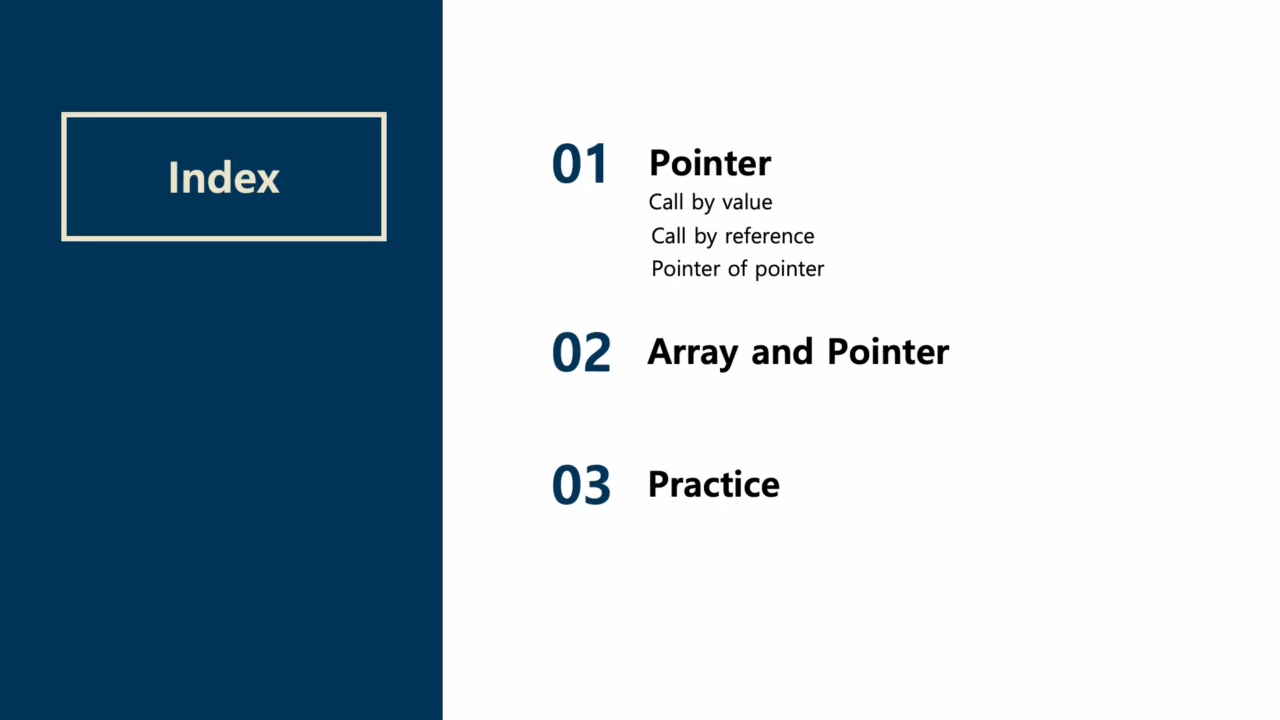 Index
01 Pointer
Call by value
Call by reference
Pointer of pointer
02 Array and Pointer
03 Practice